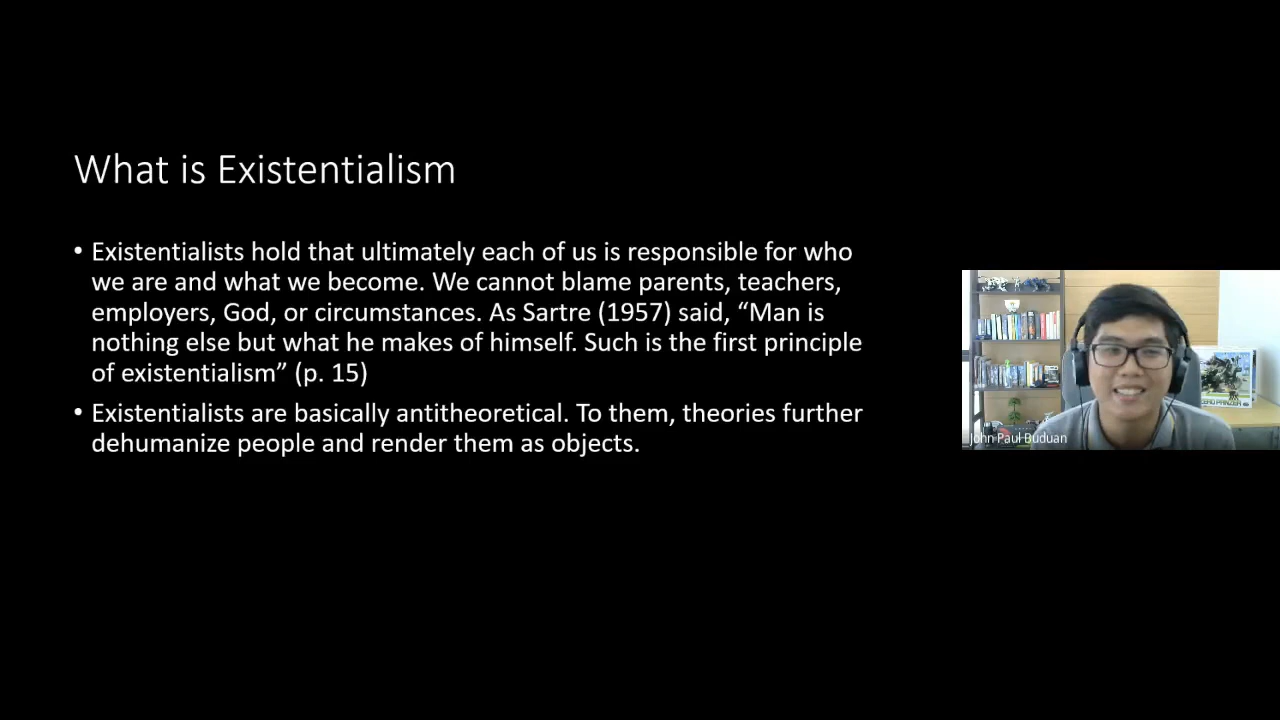 What is Existentialism
• Existentialists hold that ultimately each of us is responsible for who
we are and what we become. We cannot blame parents, teachers,
employers, God, or circumstances. As Sartre (1957) said, “Man is
nothing else but what he makes of himself. Such is the first principle
of existentialism” (p. 15)
• Existentialists are basically antitheoretical. To them, theories further
dehumanize people and render them as objects.
John Paul Buduan